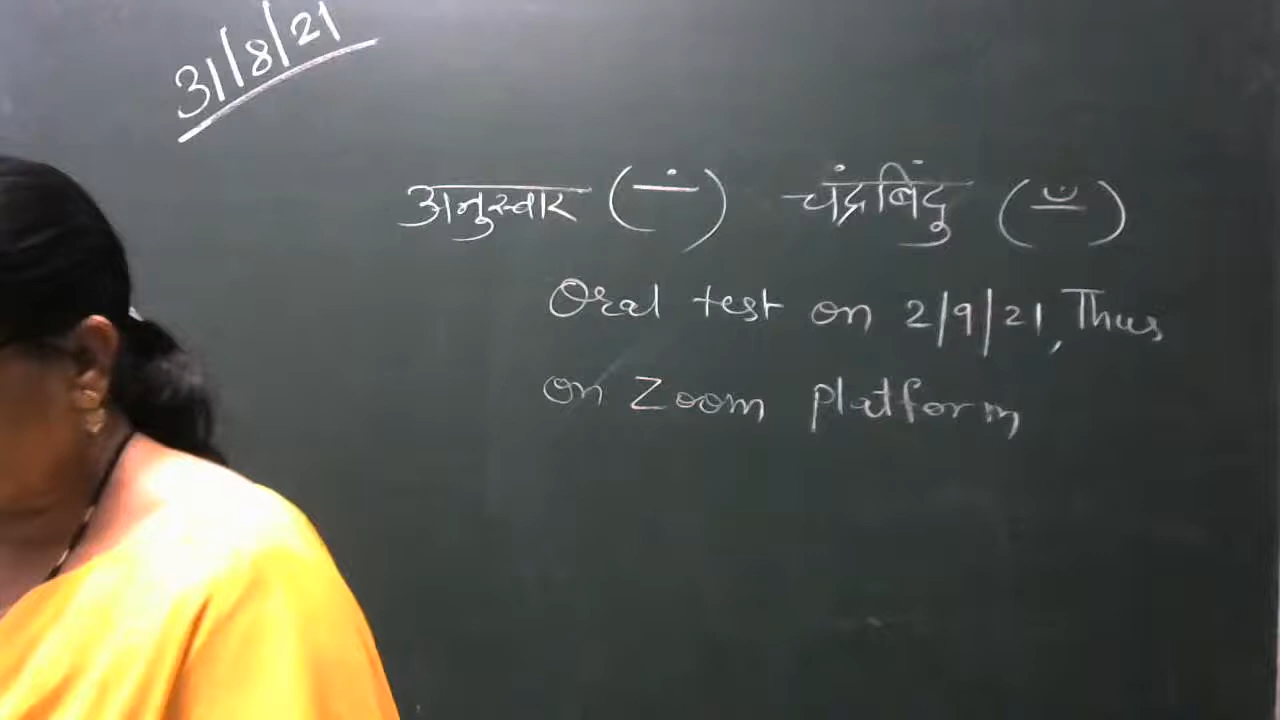 31/8/21
अनुस्वार (—ं) चंद्रबिंदु (—ँ)
Oral test on 2/9/21, Thus
on Zoom platform